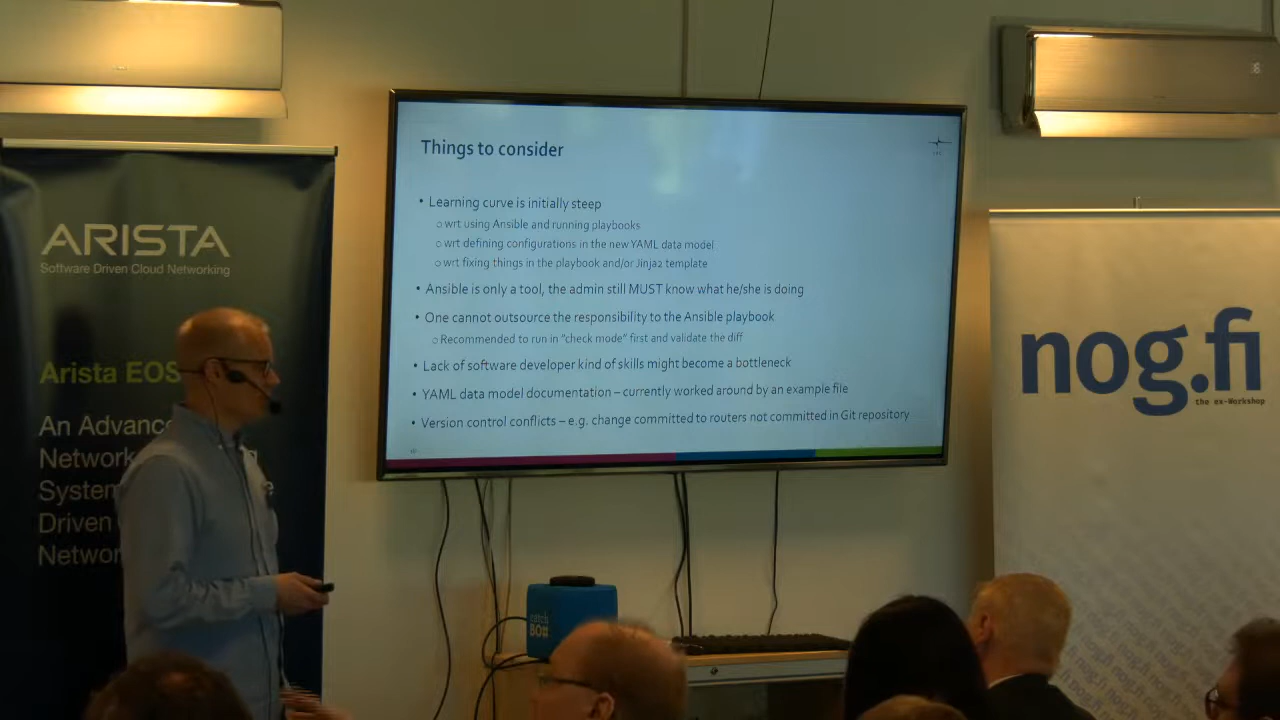 ARISTA
Software Driven Cloud Networking
Arista EOS
An Advanc
Network
System
Driven
Networ
Things to consider
• Learning curve is initially steep
○ wrt using Ansible and running playbooks
○ wrt defining configurations in the new YAML data model
○ wrt fixing things in the playbook and/or Jinja2 template
• Ansible is only a tool, the admin still MUST know what he/she is doing
• One cannot outsource the responsibility to the Ansible playbook
○ Recommended to run in "check mode" first and validate the diff
• Lack of software developer kind of skills might become a bottleneck
• YAML data model documentation – currently worked around by an example file
• Version control conflicts – e.g. change committed to routers not committed in Git repository
catch
BOX
nog.fi
the ex-Workshop